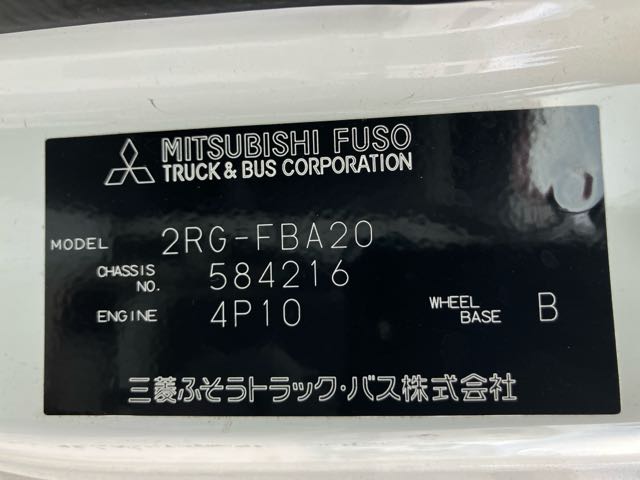 MITSUBISHI FUSO
TRUCK & BUS CORPORATION
MODEL 2RG-FBA20
CHASSIS NO. 584216
ENGINE 4P10 WHEEL BASE B
三菱ふそうトラック・バス株式会社